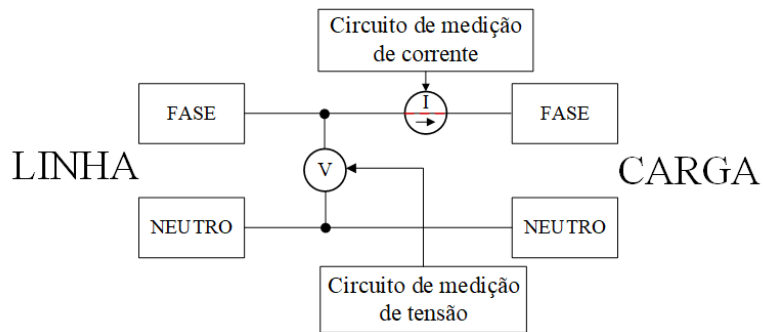 Circuito de medição
de corrente
FASE
I
FASE
LINHA
V
CARGA
NEUTRO
NEUTRO
Circuito de medição
de tensão